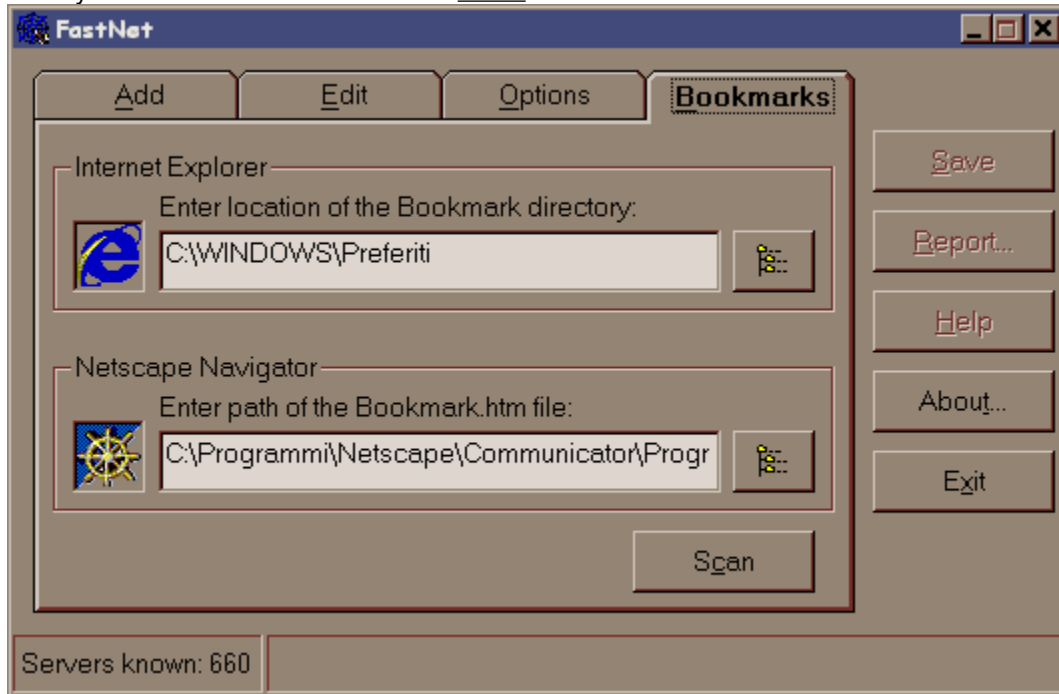 FastNet
Add Edit Options Bookmarks
Internet Explorer
Enter location of the Bookmark directory:
C:\WINDOWS\Preferiti
Netscape Navigator
Enter path of the Bookmark.htm file:
C:\Programmi\Netscape\Communicator\Progr
Scan
Save
Report...
Help
About...
Exit
Servers known: 660